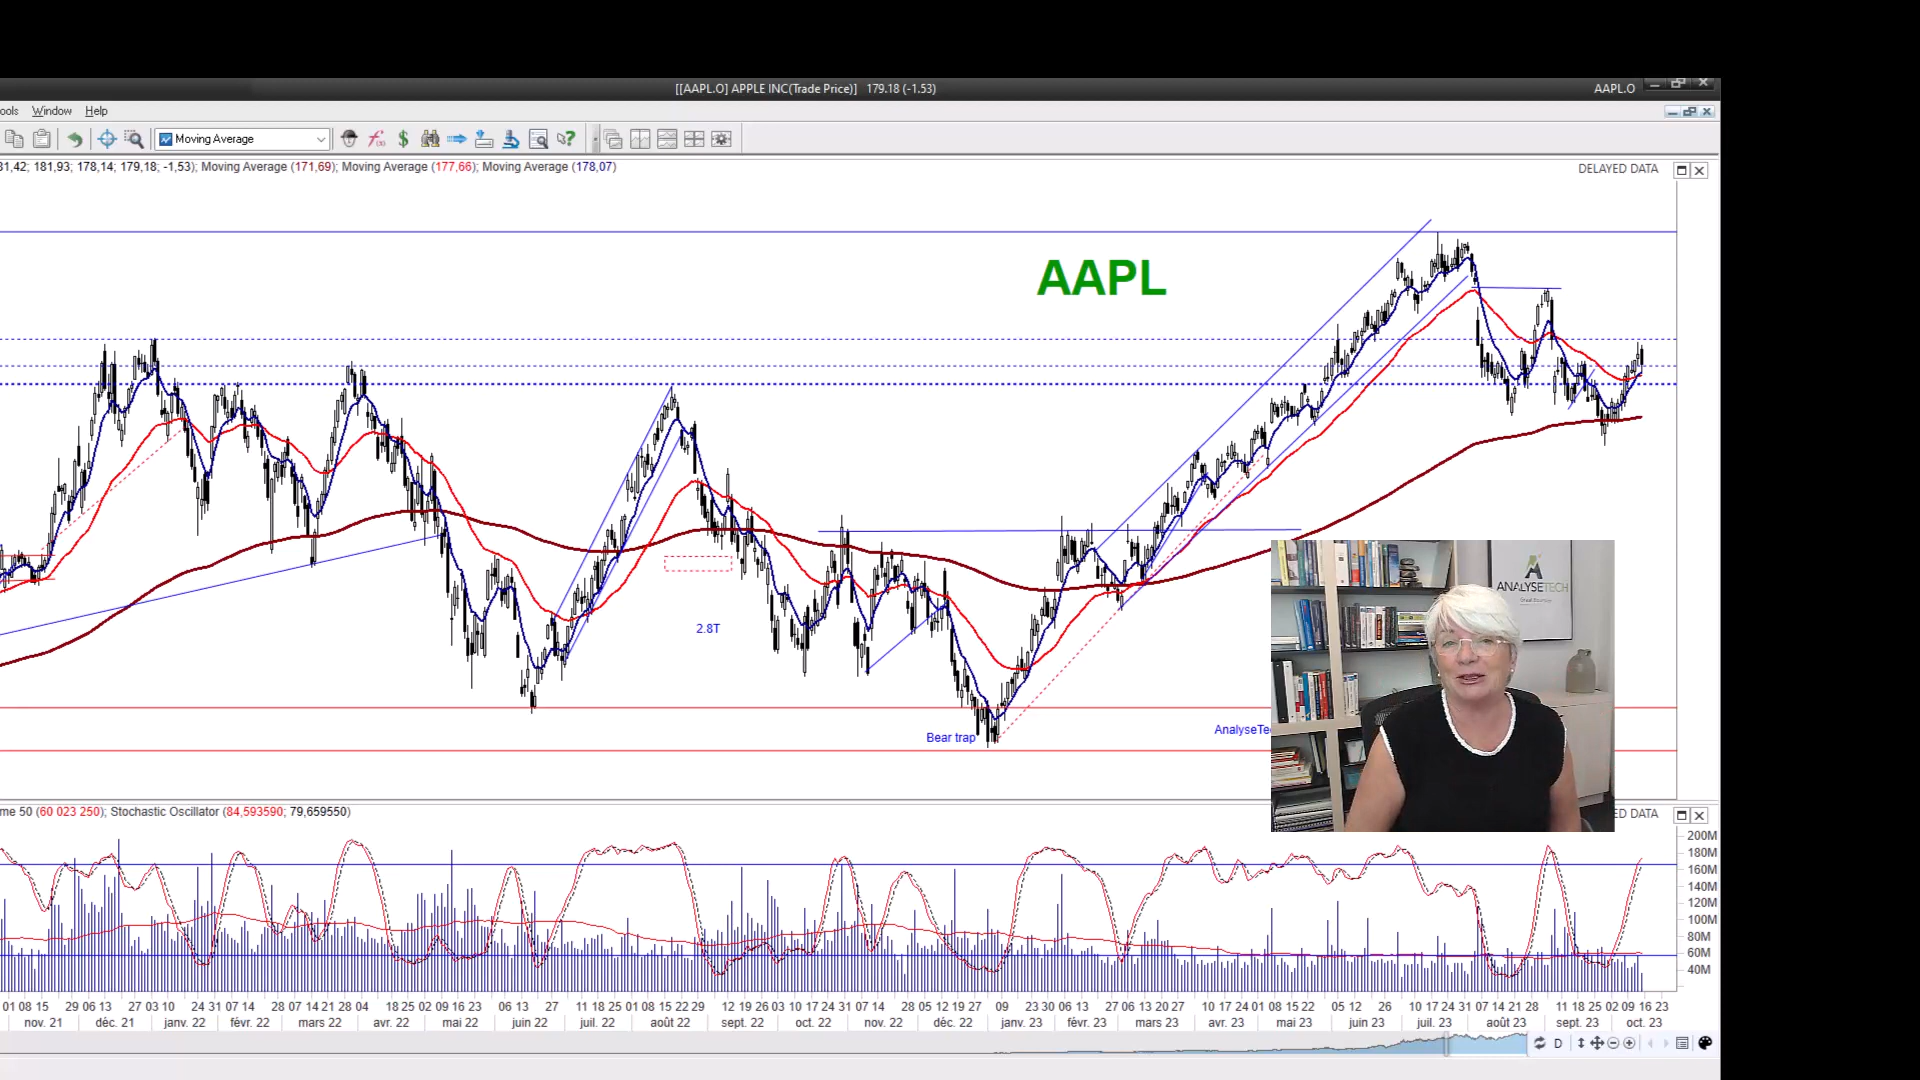 [[AAPL.O] APPLE INC(Trade Price)] 179.18 (-1.53)
AAPL.O
ools Window Help
Moving Average
31,42; 181,93; 178,14; 179,18; -1,53); Moving Average (171,69); Moving Average (177,66); Moving Average (178,07)
DELAYED DATA
AAPL
ANALYSETECH
2.8T
Bear trap
AnalyseTe
me 50 (60 023 250); Stochastic Oscillator (84,593590; 79,659550)
ED DATA
200M
180M
160M
140M
120M
100M
80M
60M
40M
01 08 15 29 06 13 27 03 10 24 31 07 14 28 07 14 21 28 04 18 25 02 09 16 23 06 13 27 11 18 25 01 08 15 22 29 12 19 26 03 10 17 24 31 07 14 28 05 12 19 27 09 23 30 06 13 27 06 13 20 27 10 17 24 01 08 15 22 05 12 26 10 17 24 31 07 14 21 28 11 18 25 02 09 16 23
nov. 21 déc. 21 janv. 22 févr. 22 mars 22 avr. 22 mai 22 juin 22 juil. 22 août 22 sept. 22 oct. 22 nov. 22 déc. 22 janv. 23 févr. 23 mars 23 avr. 23 mai 23 juin 23 juil. 23 août 23 sept. 23 oct. 23
D